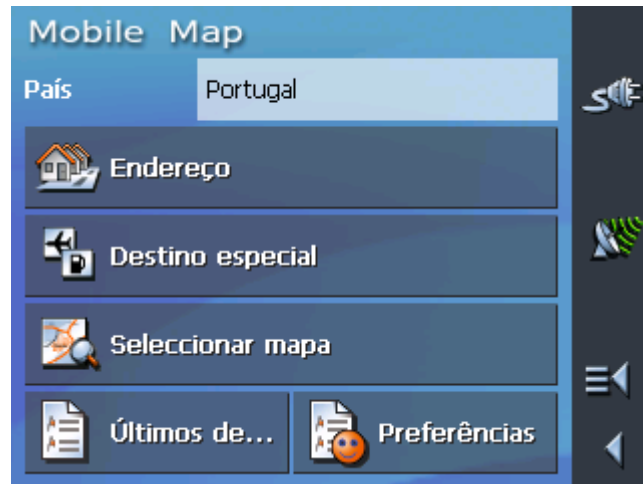 Mobile Map
País Portugal
Endereço
Destino especial
Seleccionar mapa
Últimos de... Preferências